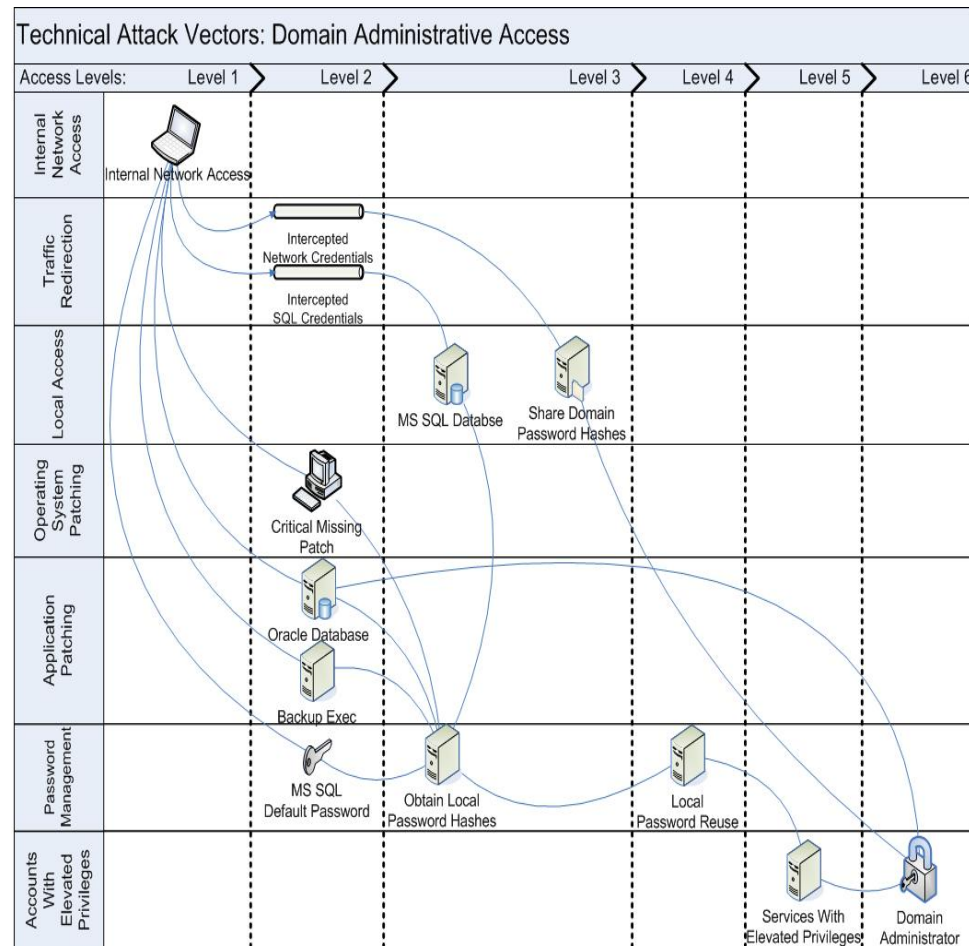 Technical Attack Vectors: Domain Administrative Access
Access Levels:
Level 1
Level 2
Level 3
Level 4
Level 5
Level 6
Internal
Network
Access
Internal Network Access
Traffic
Redirection
Intercepted
Network Credentials
Intercepted
SQL Credentials
Local Access
MS SQL Databse
Share Domain
Password Hashes
Operating
System
Patching
Critical Missing
Patch
Application
Patching
Oracle Database
Backup Exec
Password
Management
MS SQL
Default Password
Obtain Local
Password Hashes
Local
Password Reuse
Accounts
With
Elevated
Privileges
Services With
Elevated Privileges
Domain
Administrator